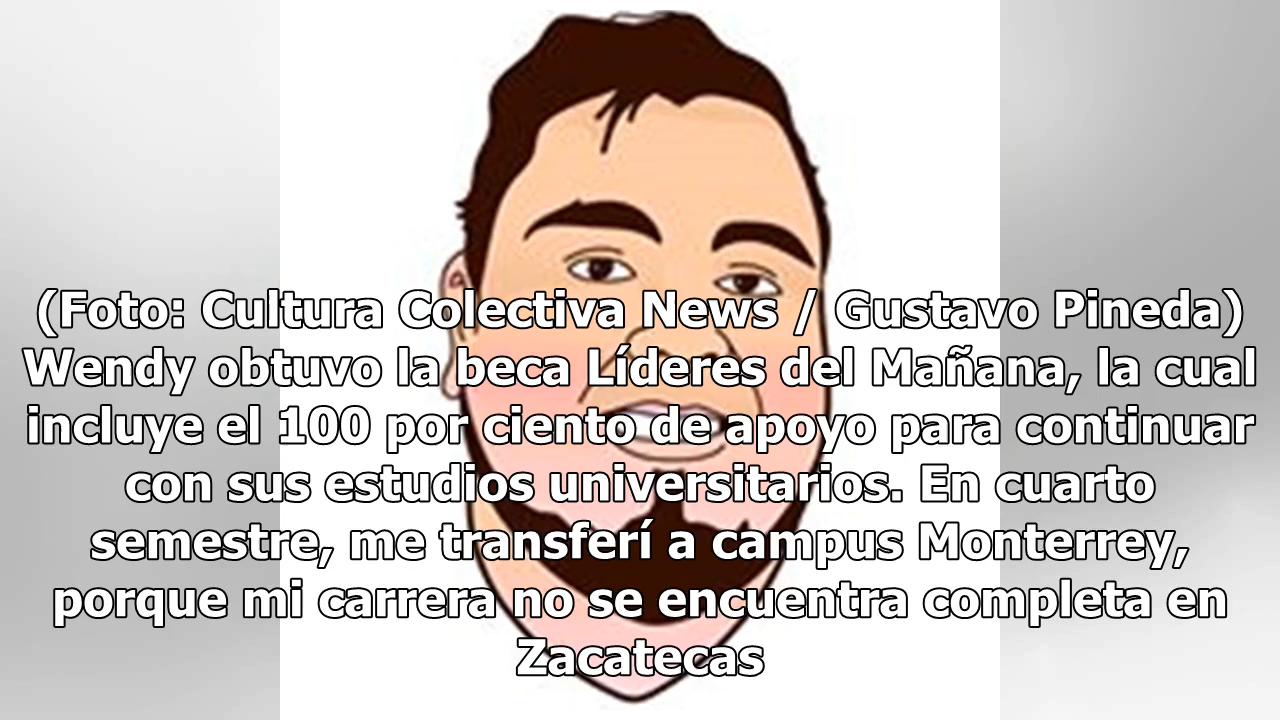 (Foto: Cultura Colectiva News / Gustavo Pineda)
Wendy obtuvo la beca Líderes del Mañana, la cual
incluye el 100 por ciento de apoyo para continuar
con sus estudios universitarios. En cuarto
semestre, me transferí a campus Monterrey,
porque mi carrera no se encuentra completa en
Zacatecas